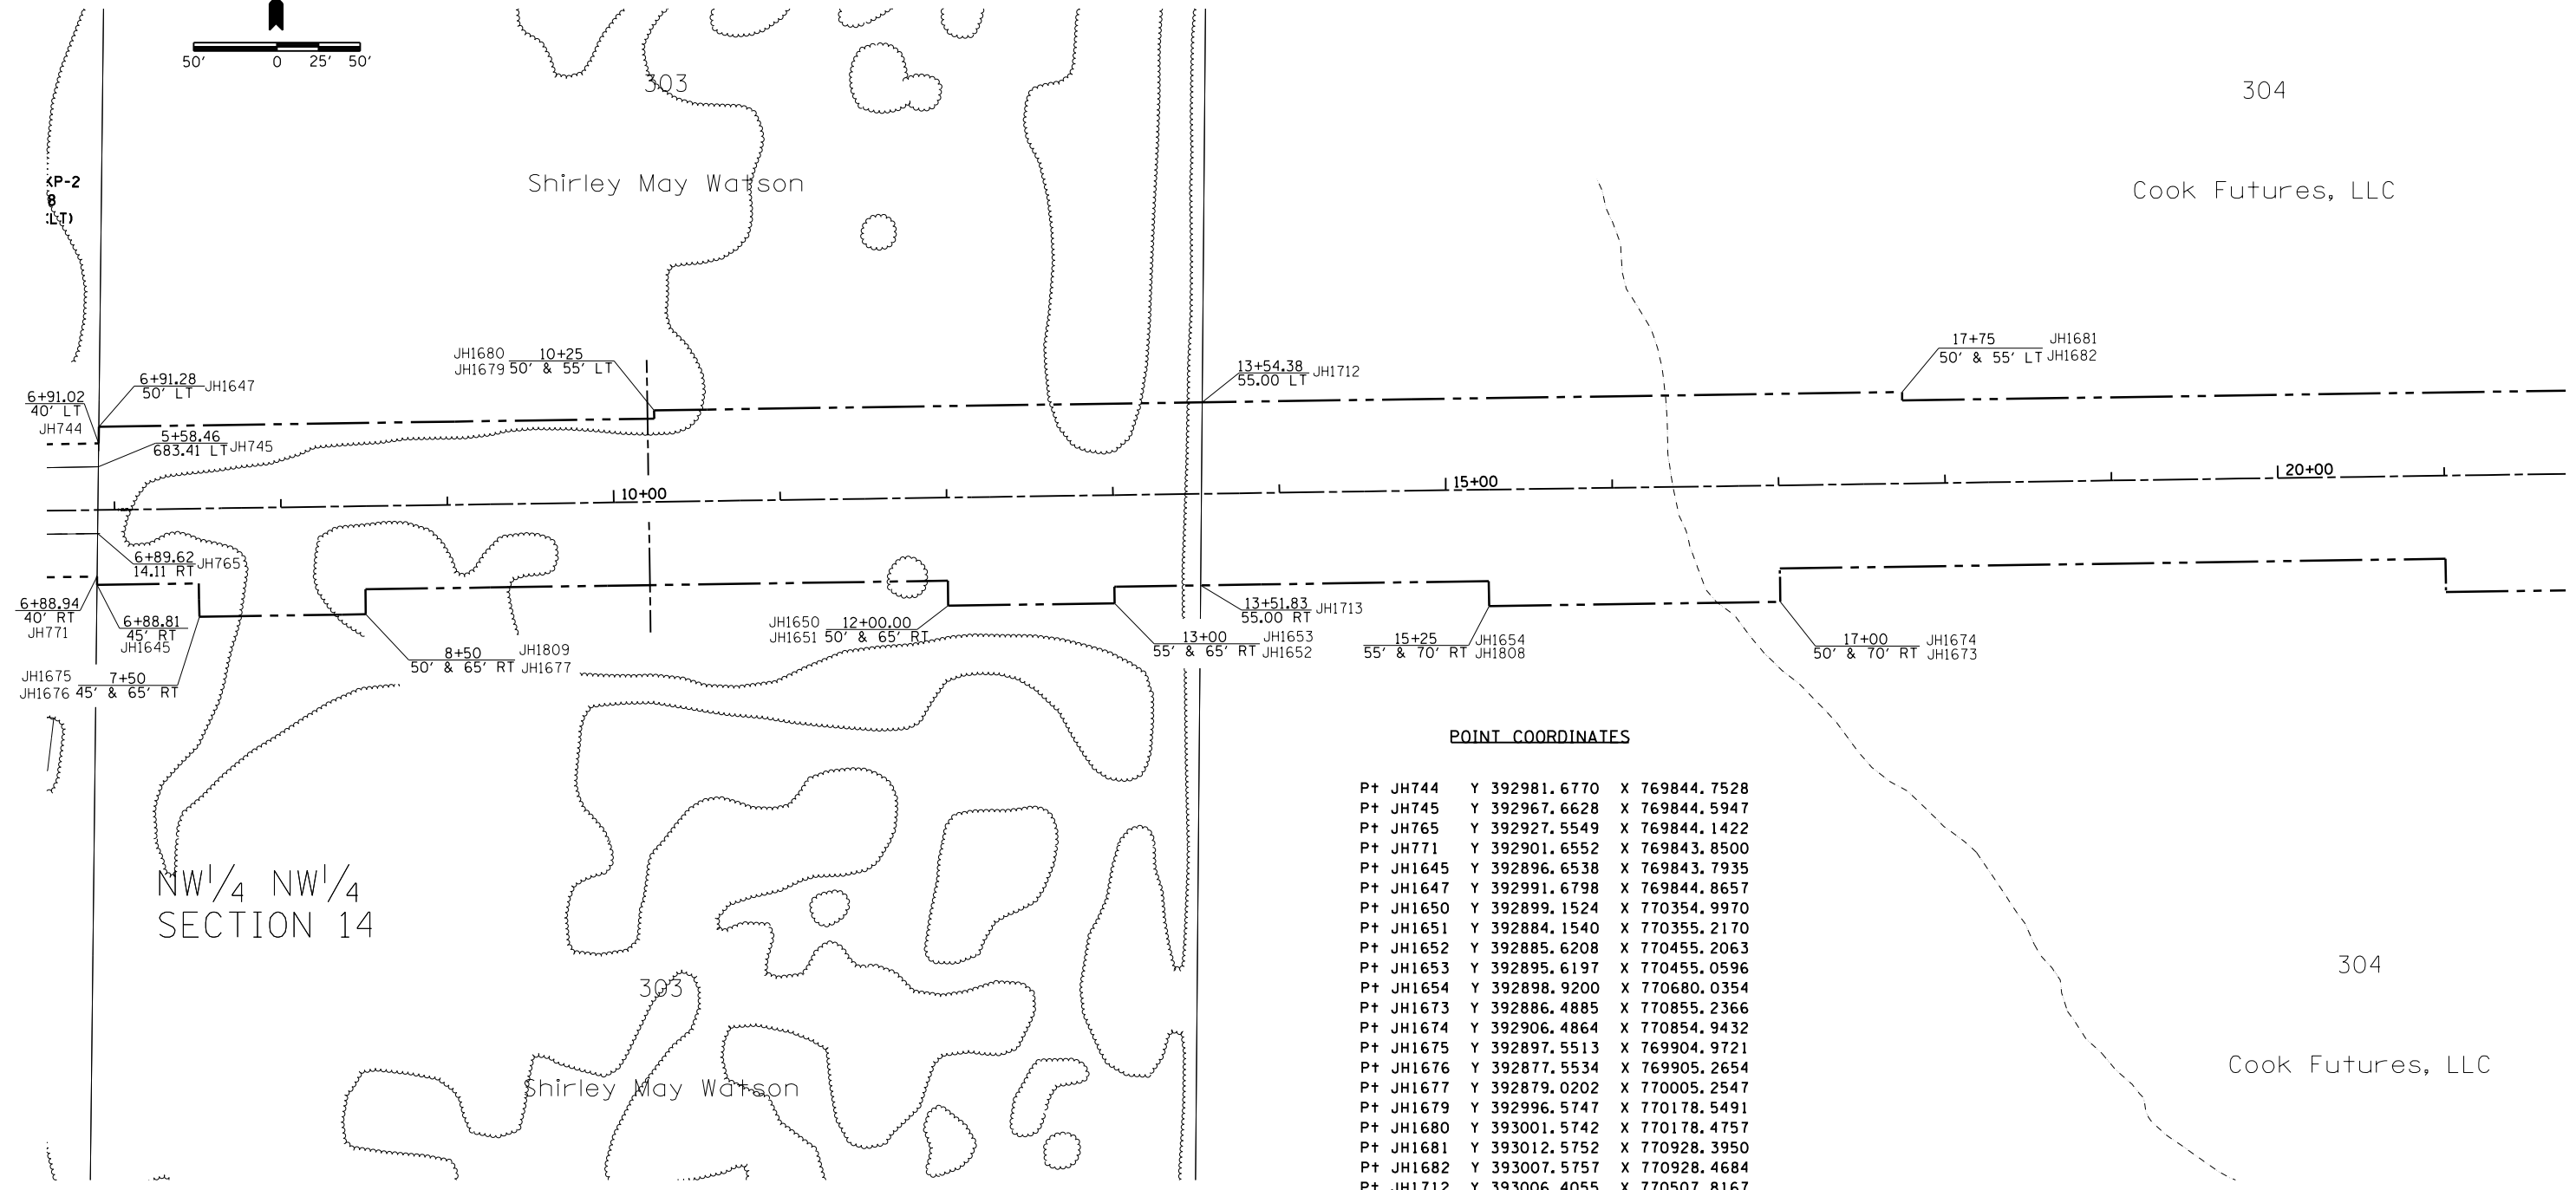 50' 0 25' 50'
303
304
Shirley May Watson
Cook Futures, LLC
XP-2
8
(LT)
17+75 JH1681
50' & 55' LT JH1682
JH1680 10+25
JH1679 50' & 55' LT
13+54.38 JH1712
55.00 LT
6+91.28 JH1647
50' LT
6+91.02
40' LT
JH744
5+58.46 JH745
683.41 LT
10+00
15+00
20+00
6+89.62 JH765
14.11 RT
6+88.94
40' RT
JH771
6+88.81
45' RT
JH1645
JH1675 7+50
JH1676 45' & 65' RT
8+50 JH1809
50' & 65' RT JH1677
JH1650 12+00.00
JH1651 50' & 65' RT
13+51.83 JH1713
55.00 RT
13+00 JH1653
55' & 65' RT JH1652
15+25 JH1654
55' & 70' RT JH1808
17+00 JH1674
50' & 70' RT JH1673
POINT COORDINATES
Pt JH744 Y 392981.6770 X 769844.7528
Pt JH745 Y 392967.6628 X 769844.5947
Pt JH765 Y 392927.5549 X 769844.1422
Pt JH771 Y 392901.6552 X 769843.8500
Pt JH1645 Y 392896.6538 X 769843.7935
Pt JH1647 Y 392991.6798 X 769844.8657
Pt JH1650 Y 392899.1524 X 770354.9970
Pt JH1651 Y 392884.1540 X 770355.2170
Pt JH1652 Y 392885.6208 X 770455.2063
Pt JH1653 Y 392895.6197 X 770455.0596
Pt JH1654 Y 392898.9200 X 770680.0354
Pt JH1673 Y 392886.4885 X 770855.2366
Pt JH1674 Y 392906.4864 X 770854.9432
Pt JH1675 Y 392897.5513 X 769904.9721
Pt JH1676 Y 392877.5534 X 769905.2654
Pt JH1677 Y 392879.0202 X 770005.2547
Pt JH1679 Y 392996.5747 X 770178.5491
Pt JH1680 Y 393001.5742 X 770178.4757
Pt JH1681 Y 393012.5752 X 770928.3950
Pt JH1682 Y 393007.5757 X 770928.4684
Pt JH1712 Y 393006.4055 X 770507.8167
NW1/4 NW1/4
SECTION 14
303
304
Shirley May Watson
Cook Futures, LLC